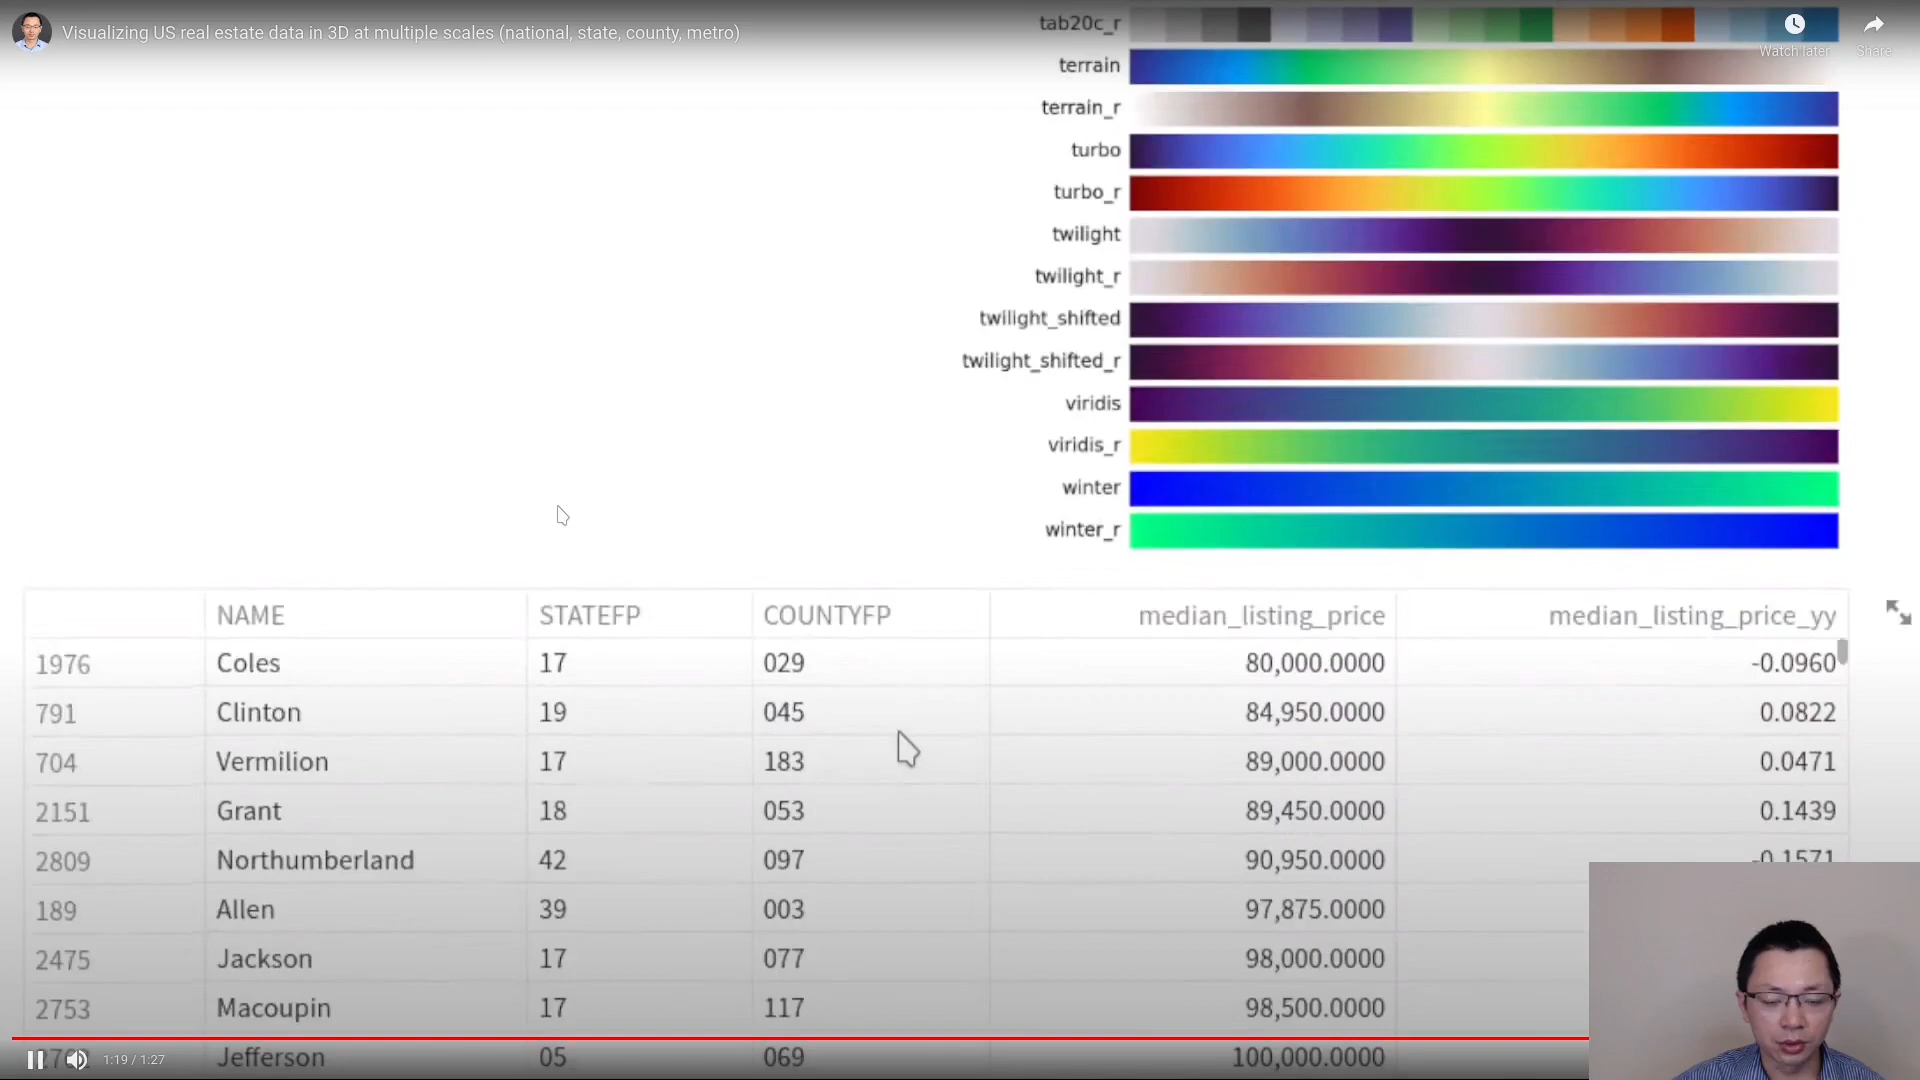 Visualizing US real estate data in 3D at multiple scales (national, state, county, metro)
Watch later
Share
tab20c_r
terrain
terrain_r
turbo
turbo_r
twilight
twilight_r
twilight_shifted
twilight_shifted_r
viridis
viridis_r
winter
winter_r
NAME STATEFP COUNTYFP median_listing_price median_listing_price_yy
1976 Coles 17 029 80,000.0000 -0.0960
791 Clinton 19 045 84,950.0000 0.0822
704 Vermilion 17 183 89,000.0000 0.0471
2151 Grant 18 053 89,450.0000 0.1439
2809 Northumberland 42 097 90,950.0000 -0.1571
189 Allen 39 003 97,875.0000
2475 Jackson 17 077 98,000.0000
2753 Macoupin 17 117 98,500.0000
Jefferson 05 069 100,000.0000
1:19 / 1:27